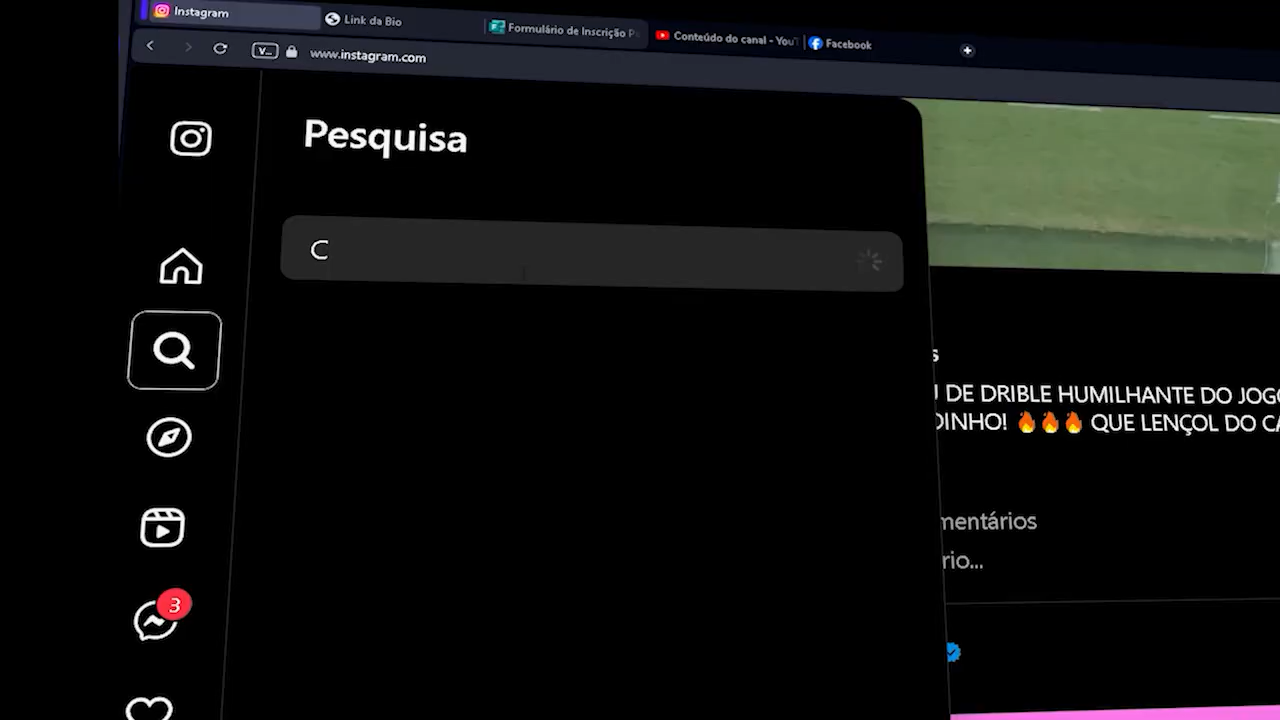 Instagram
Link da Bio
Formulário de Inscrição
Conteúdo do canal - YouT
Facebook
V...
www.instagram.com
Pesquisa
C
s
DE DRIBLE HUMILHANTE DO JOG
DINHO! 🔥🔥🔥 QUE LENÇOL DO
mentários
rio...
3